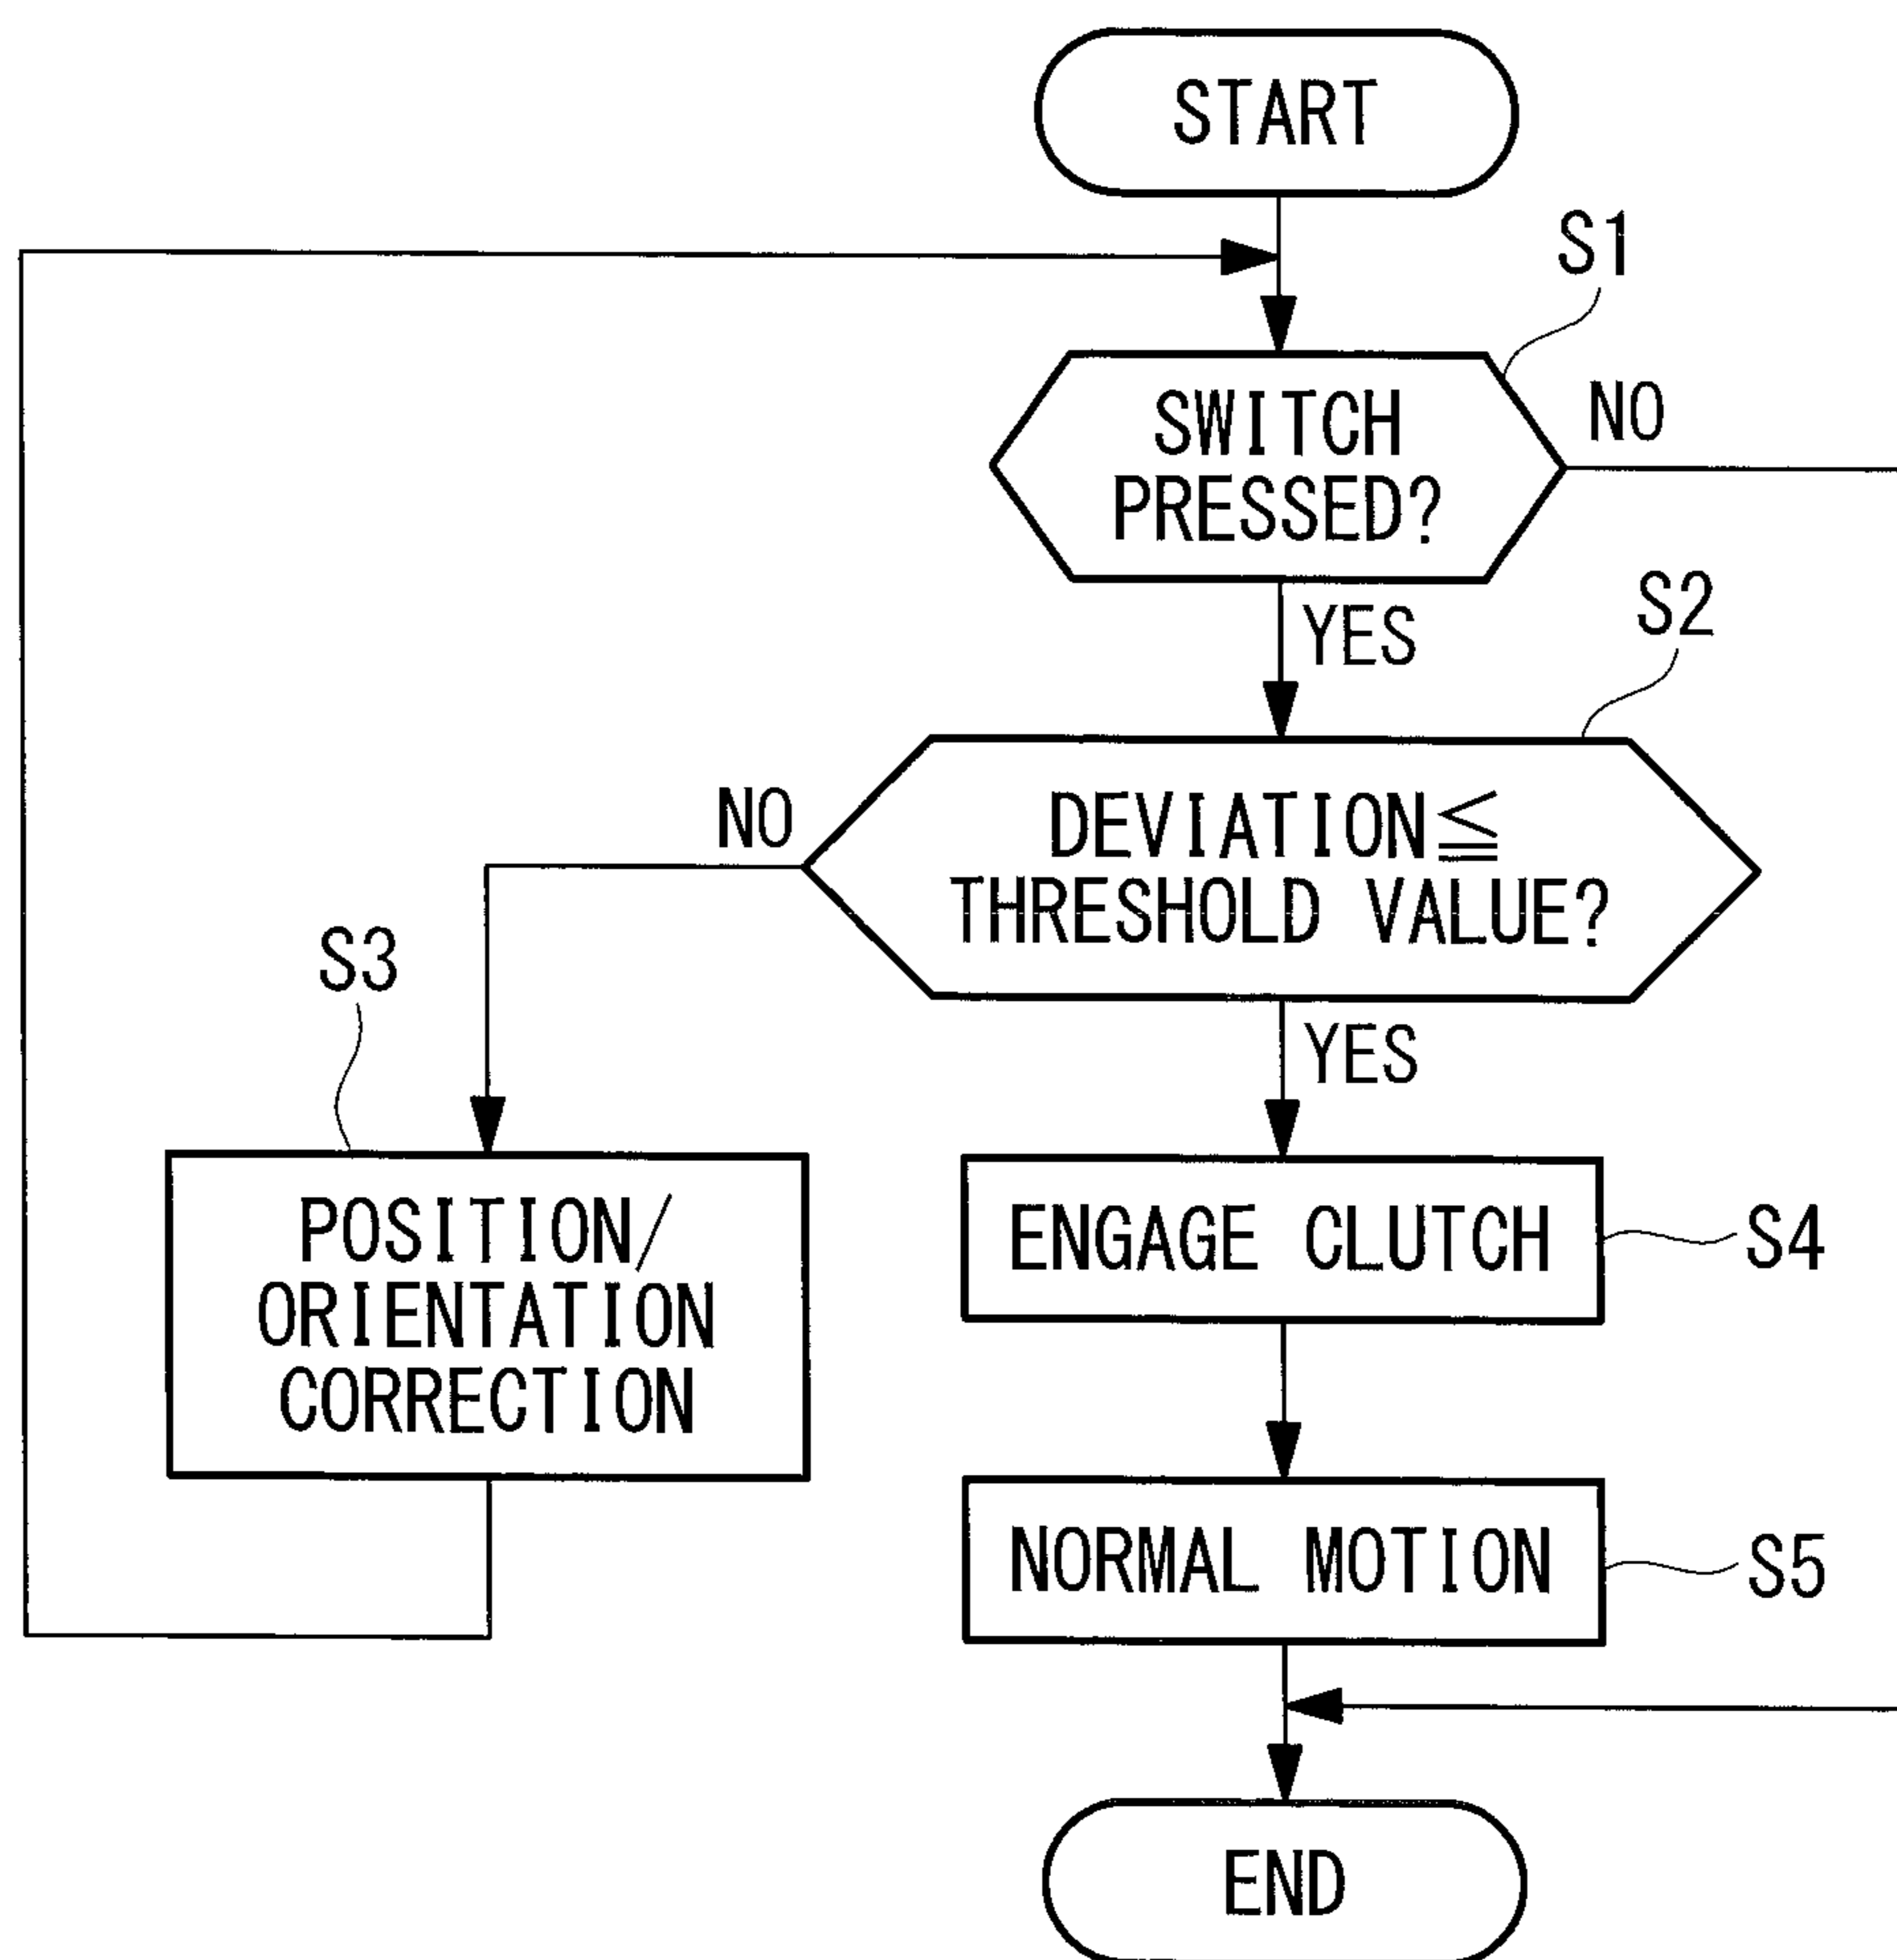 START
S1
SWITCH
PRESSED?
NO
YES
S2
DEVIATION≦
THRESHOLD VALUE?
NO
YES
S3
POSITION/
ORIENTATION
CORRECTION
ENGAGE CLUTCH
S4
NORMAL MOTION
S5
END